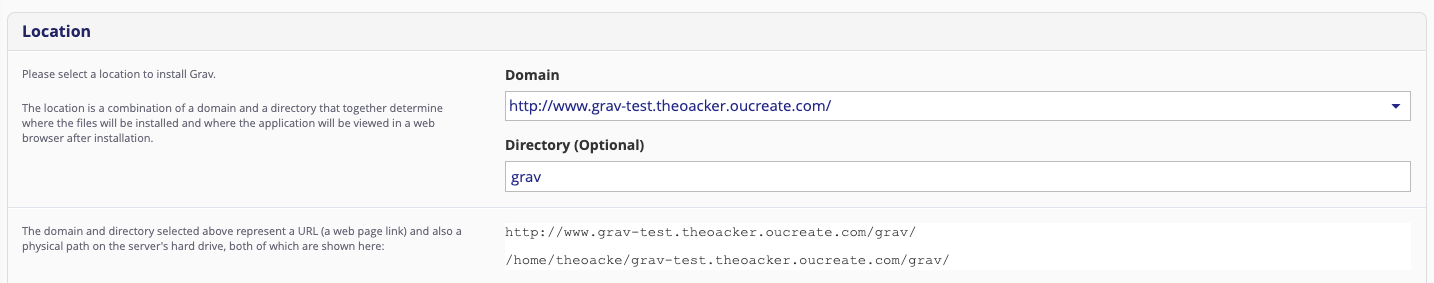 Location
Please select a location to install Grav.
The location is a combination of a domain and a directory that together determine
where the files will be installed and where the application will be viewed in a web
browser after installation.
Domain
http://www.grav-test.theoacker.oucreate.com/
Directory (Optional)
grav
The domain and directory selected above represent a URL (a web page link) and also a
physical path on the server's hard drive, both of which are shown here:
http://www.grav-test.theoacker.oucreate.com/grav/
/home/theoacke/grav-test.theoacker.oucreate.com/grav/